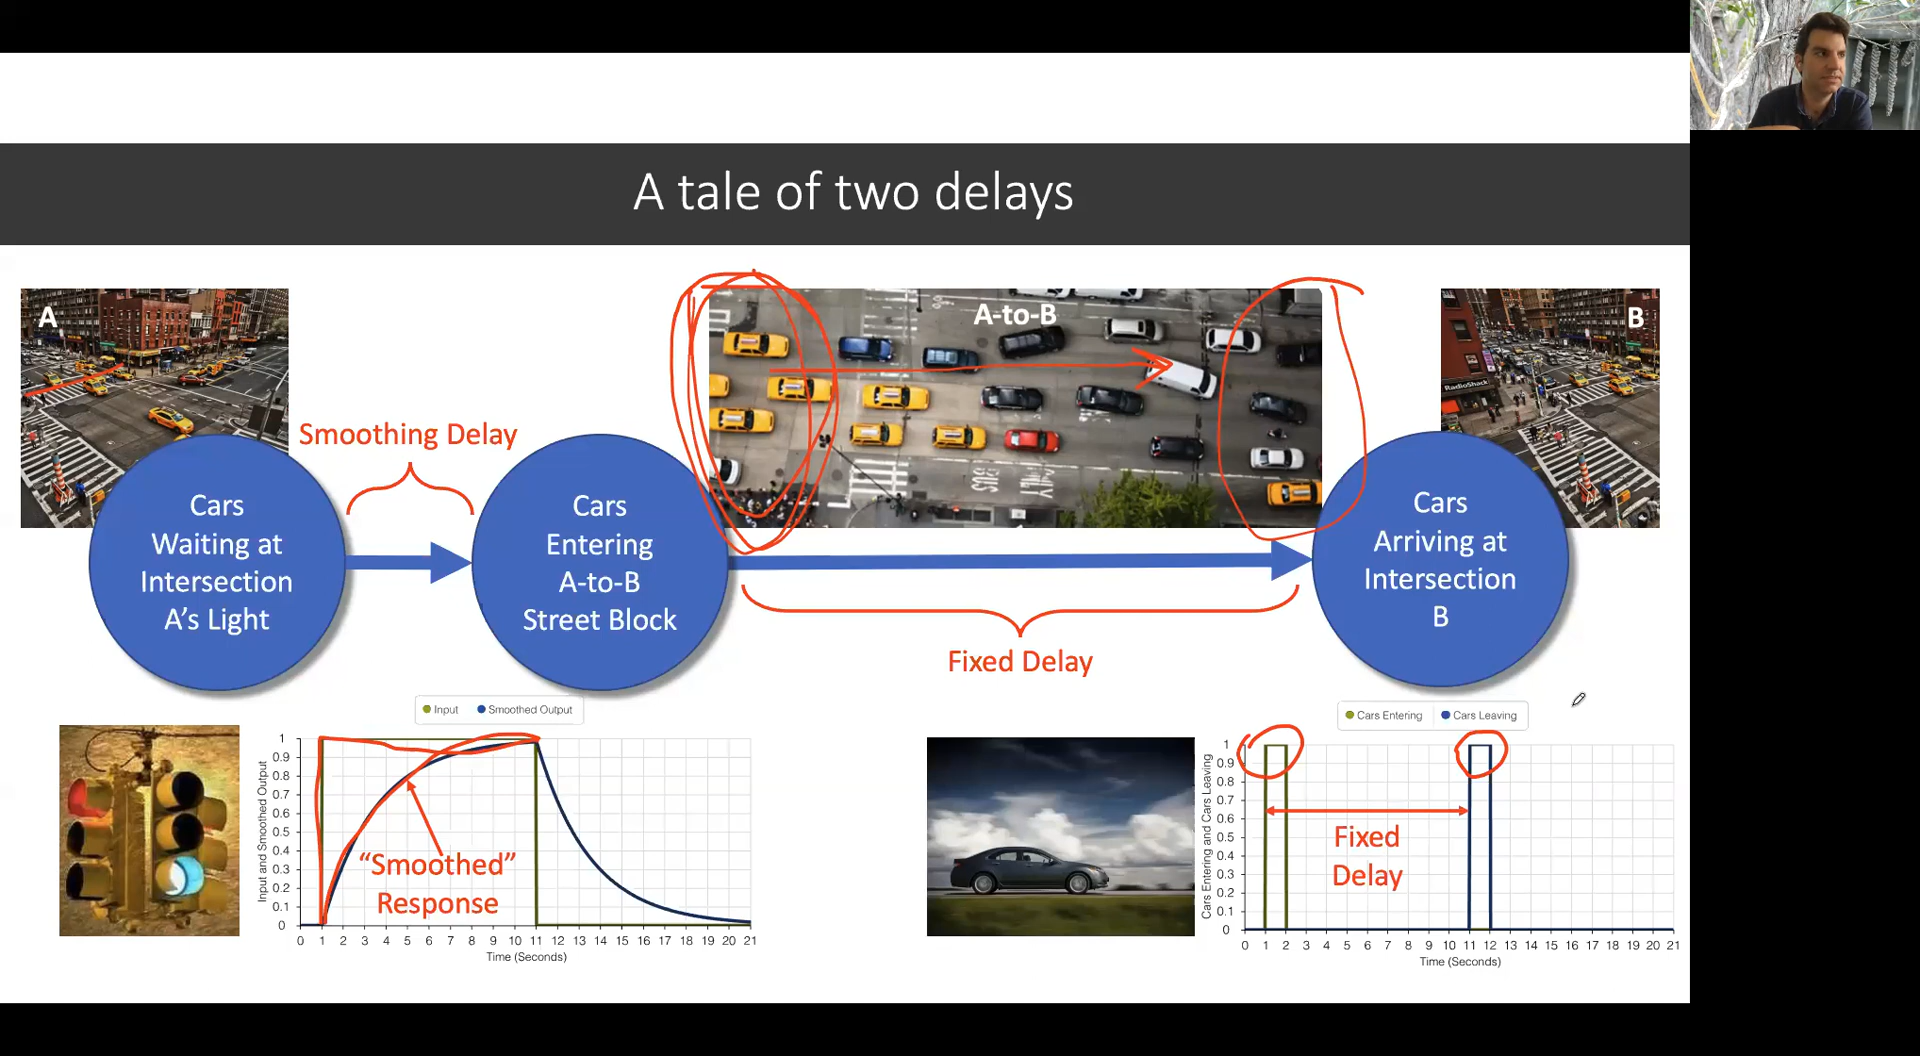 A tale of two delays
A
A-to-B
B
RadioShack
Smoothing Delay
Cars
Waiting at
Intersection
A's Light
Cars
Entering
A-to-B
Street Block
Cars
Arriving at
Intersection
B
Fixed Delay
Input
Smoothed Output
Input and Smoothed Output
1
0.9
0.8
0.7
0.6
0.5
0.4
0.3
0.2
0.1
0
"Smoothed"
Response
0 1 2 3 4 5 6 7 8 9 10 11 12 13 14 15 16 17 18 19 20 21
Time (Seconds)
Cars Entering
Cars Leaving
Cars Entering and Cars Leaving
1
0.9
0.8
0.7
0.6
0.5
0.4
0.3
0.2
0.1
0
Fixed
Delay
0 1 2 3 4 5 6 7 8 9 10 11 12 13 14 15 16 17 18 19 20 21
Time (Seconds)